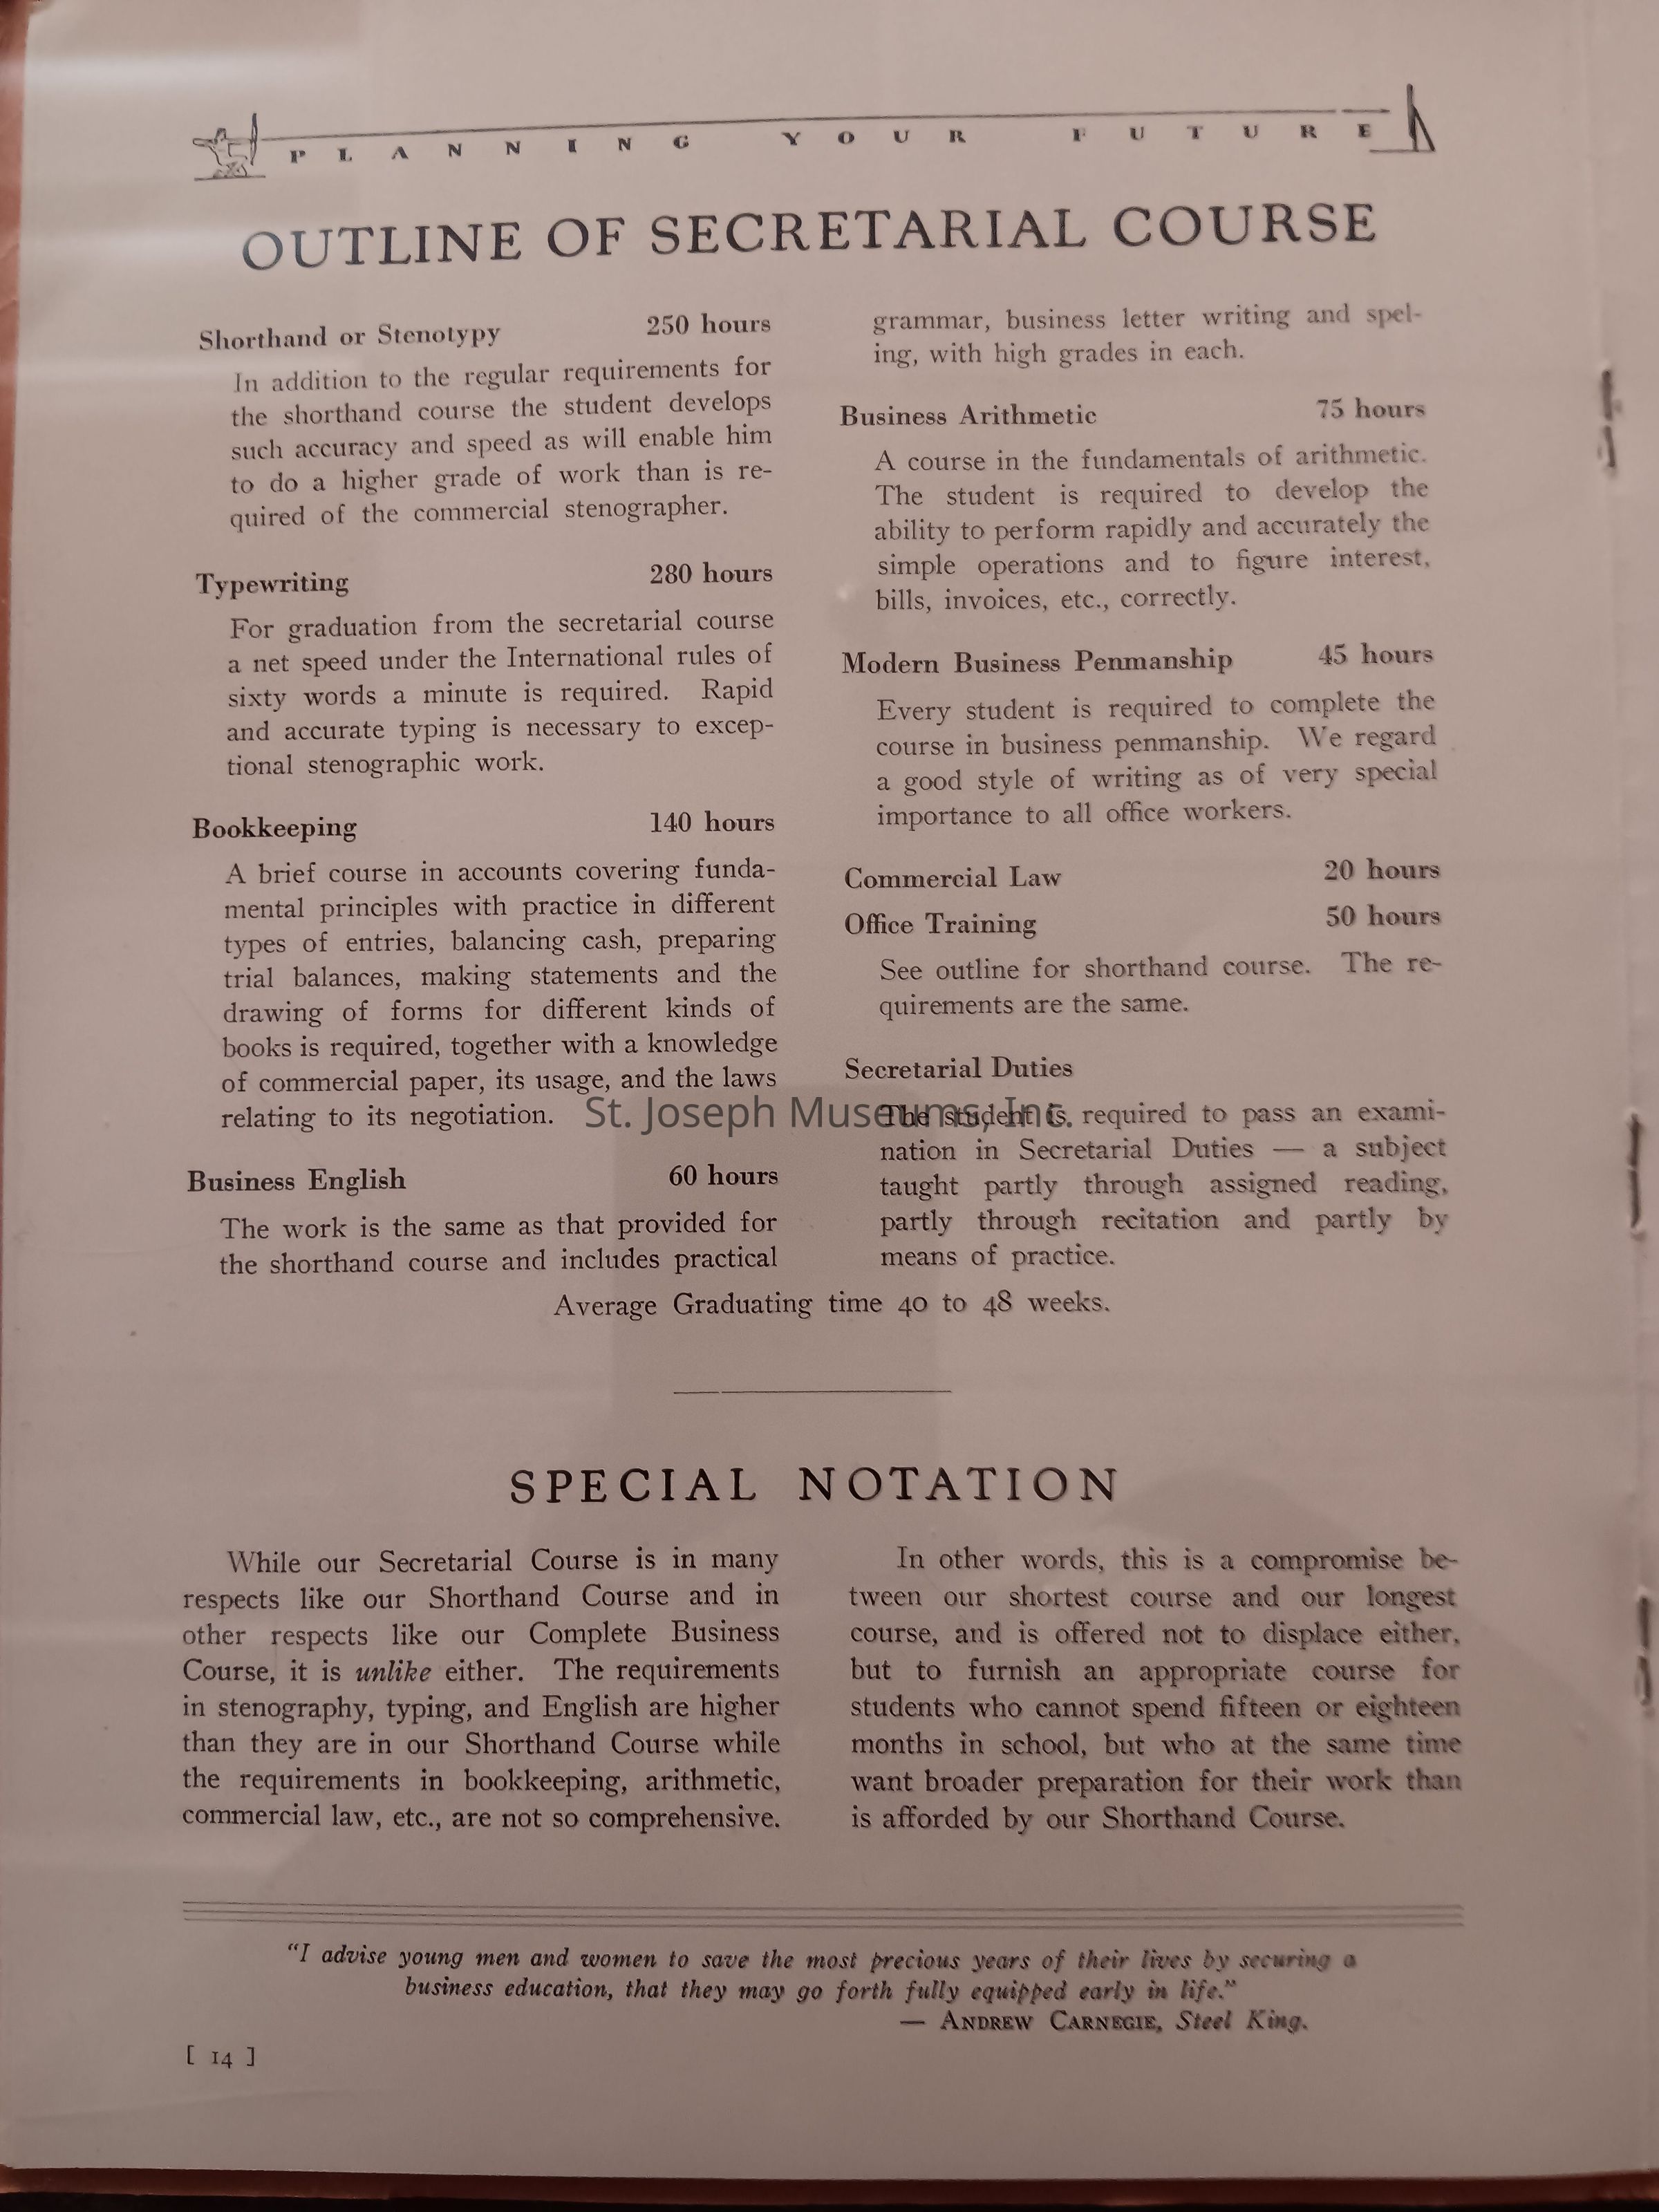 PLANNING YOUR FUTURE
OUTLINE OF SECRETARIAL COURSE
Shorthand or Stenotypy 250 hours
In addition to the regular requirements for
the shorthand course the student develops
such accuracy and speed as will enable him
to do a higher grade of work than is re-
quired of the commercial stenographer.
Typewriting 280 hours
For graduation from the secretarial course
a net speed under the International rules of
sixty words a minute is required. Rapid
and accurate typing is necessary to excep-
tional stenographic work.
Bookkeeping 140 hours
A brief course in accounts covering funda-
mental principles with practice in different
types of entries, balancing cash, preparing
trial balances, making statements and the
drawing of forms for different kinds of
books is required, together with a knowledge
of commercial paper, its usage, and the laws
relating to its negotiation.
Business English 60 hours
The work is the same as that provided for
the shorthand course and includes practical
grammar, business letter writing and spel-
ing, with high grades in each.
Business Arithmetic 75 hours
A course in the fundamentals of arithmetic.
The student is required to develop the
ability to perform rapidly and accurately the
simple operations and to figure interest,
bills, invoices, etc., correctly.
Modern Business Penmanship 45 hours
Every student is required to complete the
course in business penmanship. We regard
a good style of writing as of very special
importance to all office workers.
Commercial Law 20 hours
Office Training 50 hours
See outline for shorthand course. The re-
quirements are the same.
Secretarial Duties
The student is required to pass an exami-
nation in Secretarial Duties — a subject
taught partly through assigned reading,
partly through recitation and partly by
means of practice.
St. Joseph Museums, Inc.
Average Graduating time 40 to 48 weeks.
SPECIAL NOTATION
While our Secretarial Course is in many
respects like our Shorthand Course and in
other respects like our Complete Business
Course, it is unlike either. The requirements
in stenography, typing, and English are higher
than they are in our Shorthand Course while
the requirements in bookkeeping, arithmetic,
commercial law, etc., are not so comprehensive.
In other words, this is a compromise be-
tween our shortest course and our longest
course, and is offered not to displace either,
but to furnish an appropriate course for
students who cannot spend fifteen or eighteen
months in school, but who at the same time
want broader preparation for their work than
is afforded by our Shorthand Course.
"I advise young men and women to save the most precious years of their lives by securing a
business education, that they may go forth fully equipped early in life."
— ANDREW CARNEGIE, Steel King.
[ 14 ]